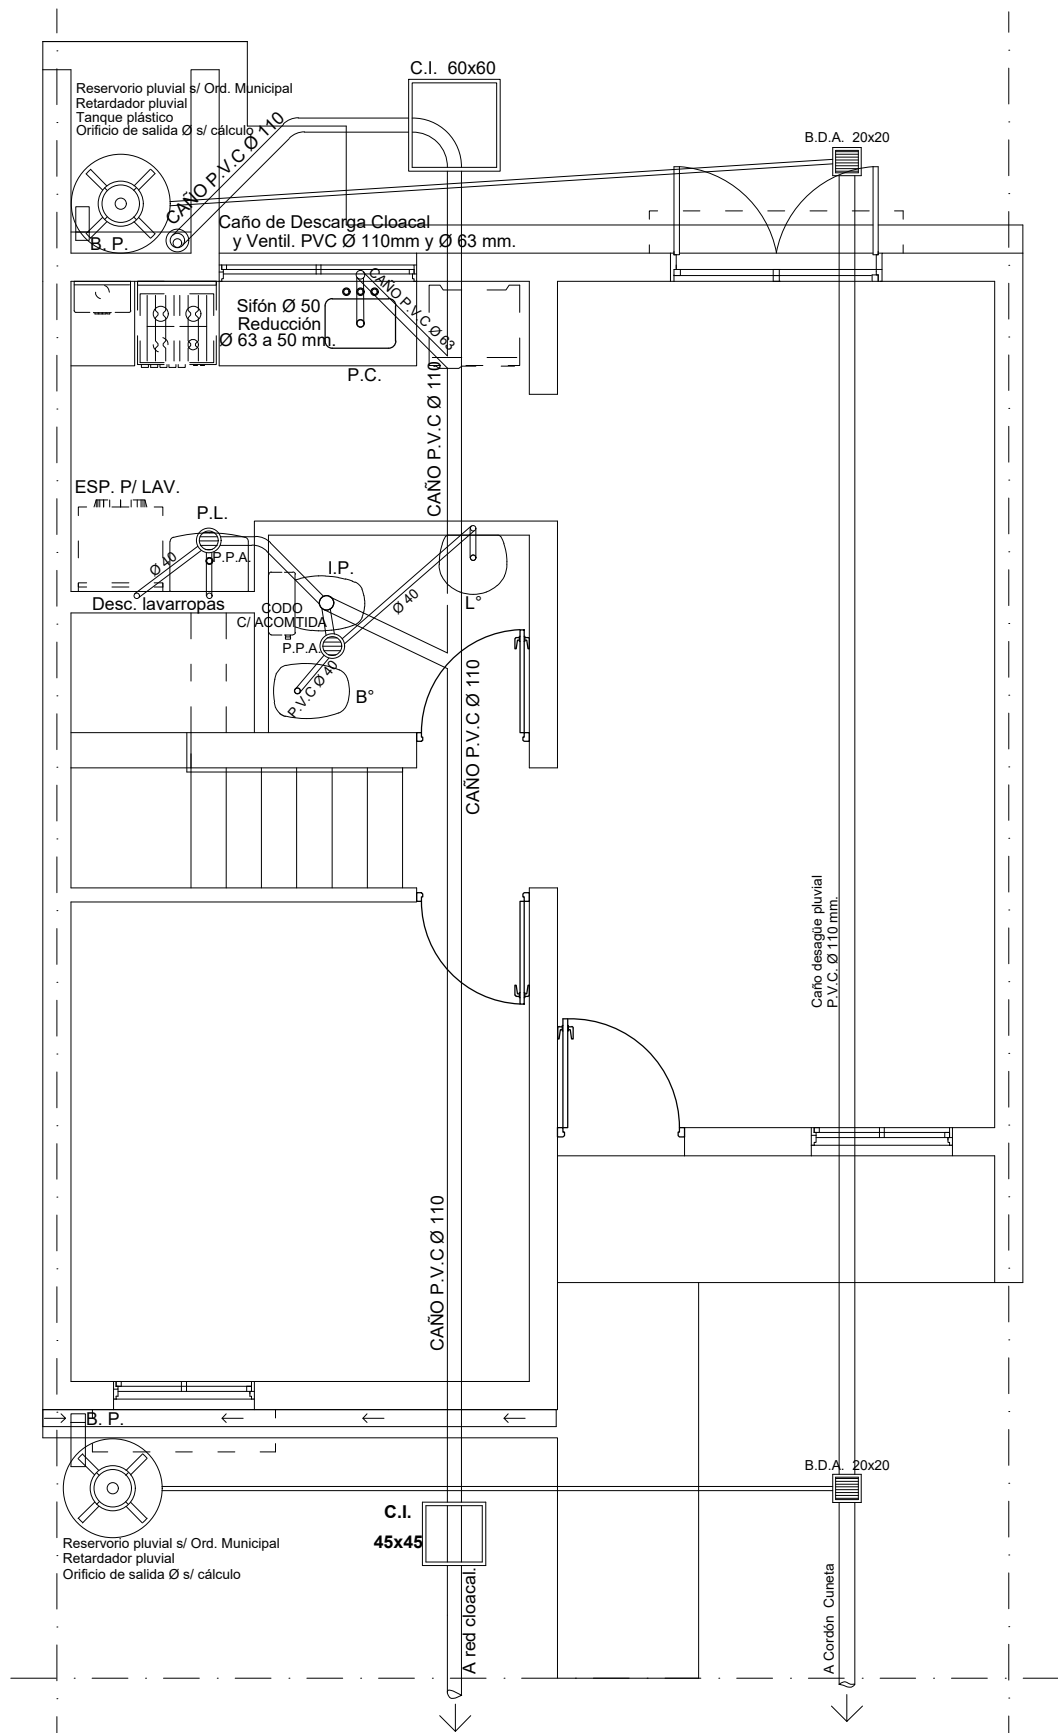 C.I. 60x60
Reservorio pluvial s/ Ord. Municipal
Retardador pluvial
Tanque plástico
Orificio de salida Ø s/ cálculo
CAÑO P.V.C Ø 110
B.D.A. 20x20
Caño de Descarga Cloacal
y Ventil. PVC Ø 110mm y Ø 63 mm.
B. P.
CAÑO P.V.C Ø 63
Sifón Ø 50
Reducción
Ø 63 a 50 mm.
P.C.
CAÑO P.V.C Ø 110
ESP. P/ LAV.
P.L.
P.P.A.
Ø 40
Desc. lavarropas
I.P.
CODO
C/ ACOMTIDA
Ø 40
L°
P.P.A.
P.V.C Ø 40
B°
CAÑO P.V.C Ø 110
Caño desagüe pluvial
P.V.C. Ø 110 mm.
CAÑO P.V.C Ø 110
B. P.
B.D.A. 20x20
C.I.
45x45
Reservorio pluvial s/ Ord. Municipal
Retardador pluvial
Orificio de salida Ø s/ cálculo
A red cloacal.
A Cordón Cuneta